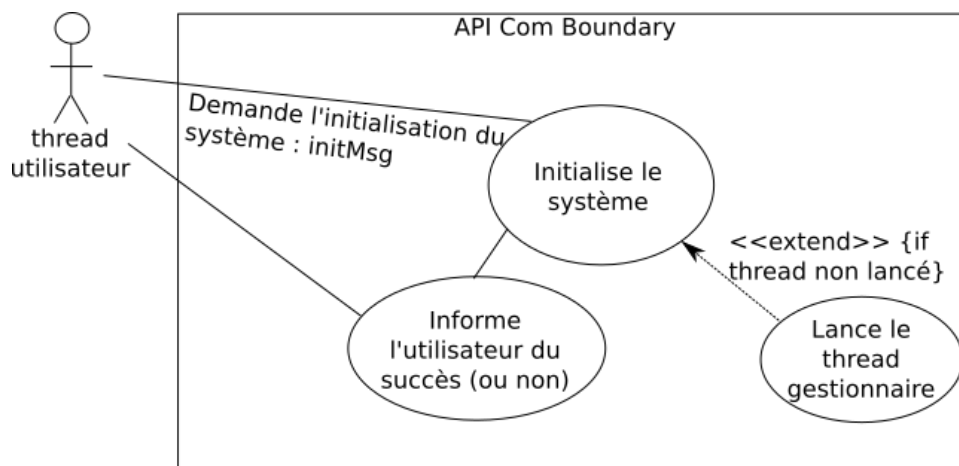 API Com Boundary
thread
utilisateur
Demande l'initialisation du
système : initMsg
Initialise le
système
<<extend>> {if
thread non lancé}
Informe
l'utilisateur du
succès (ou non)
Lance le
thread
gestionnaire